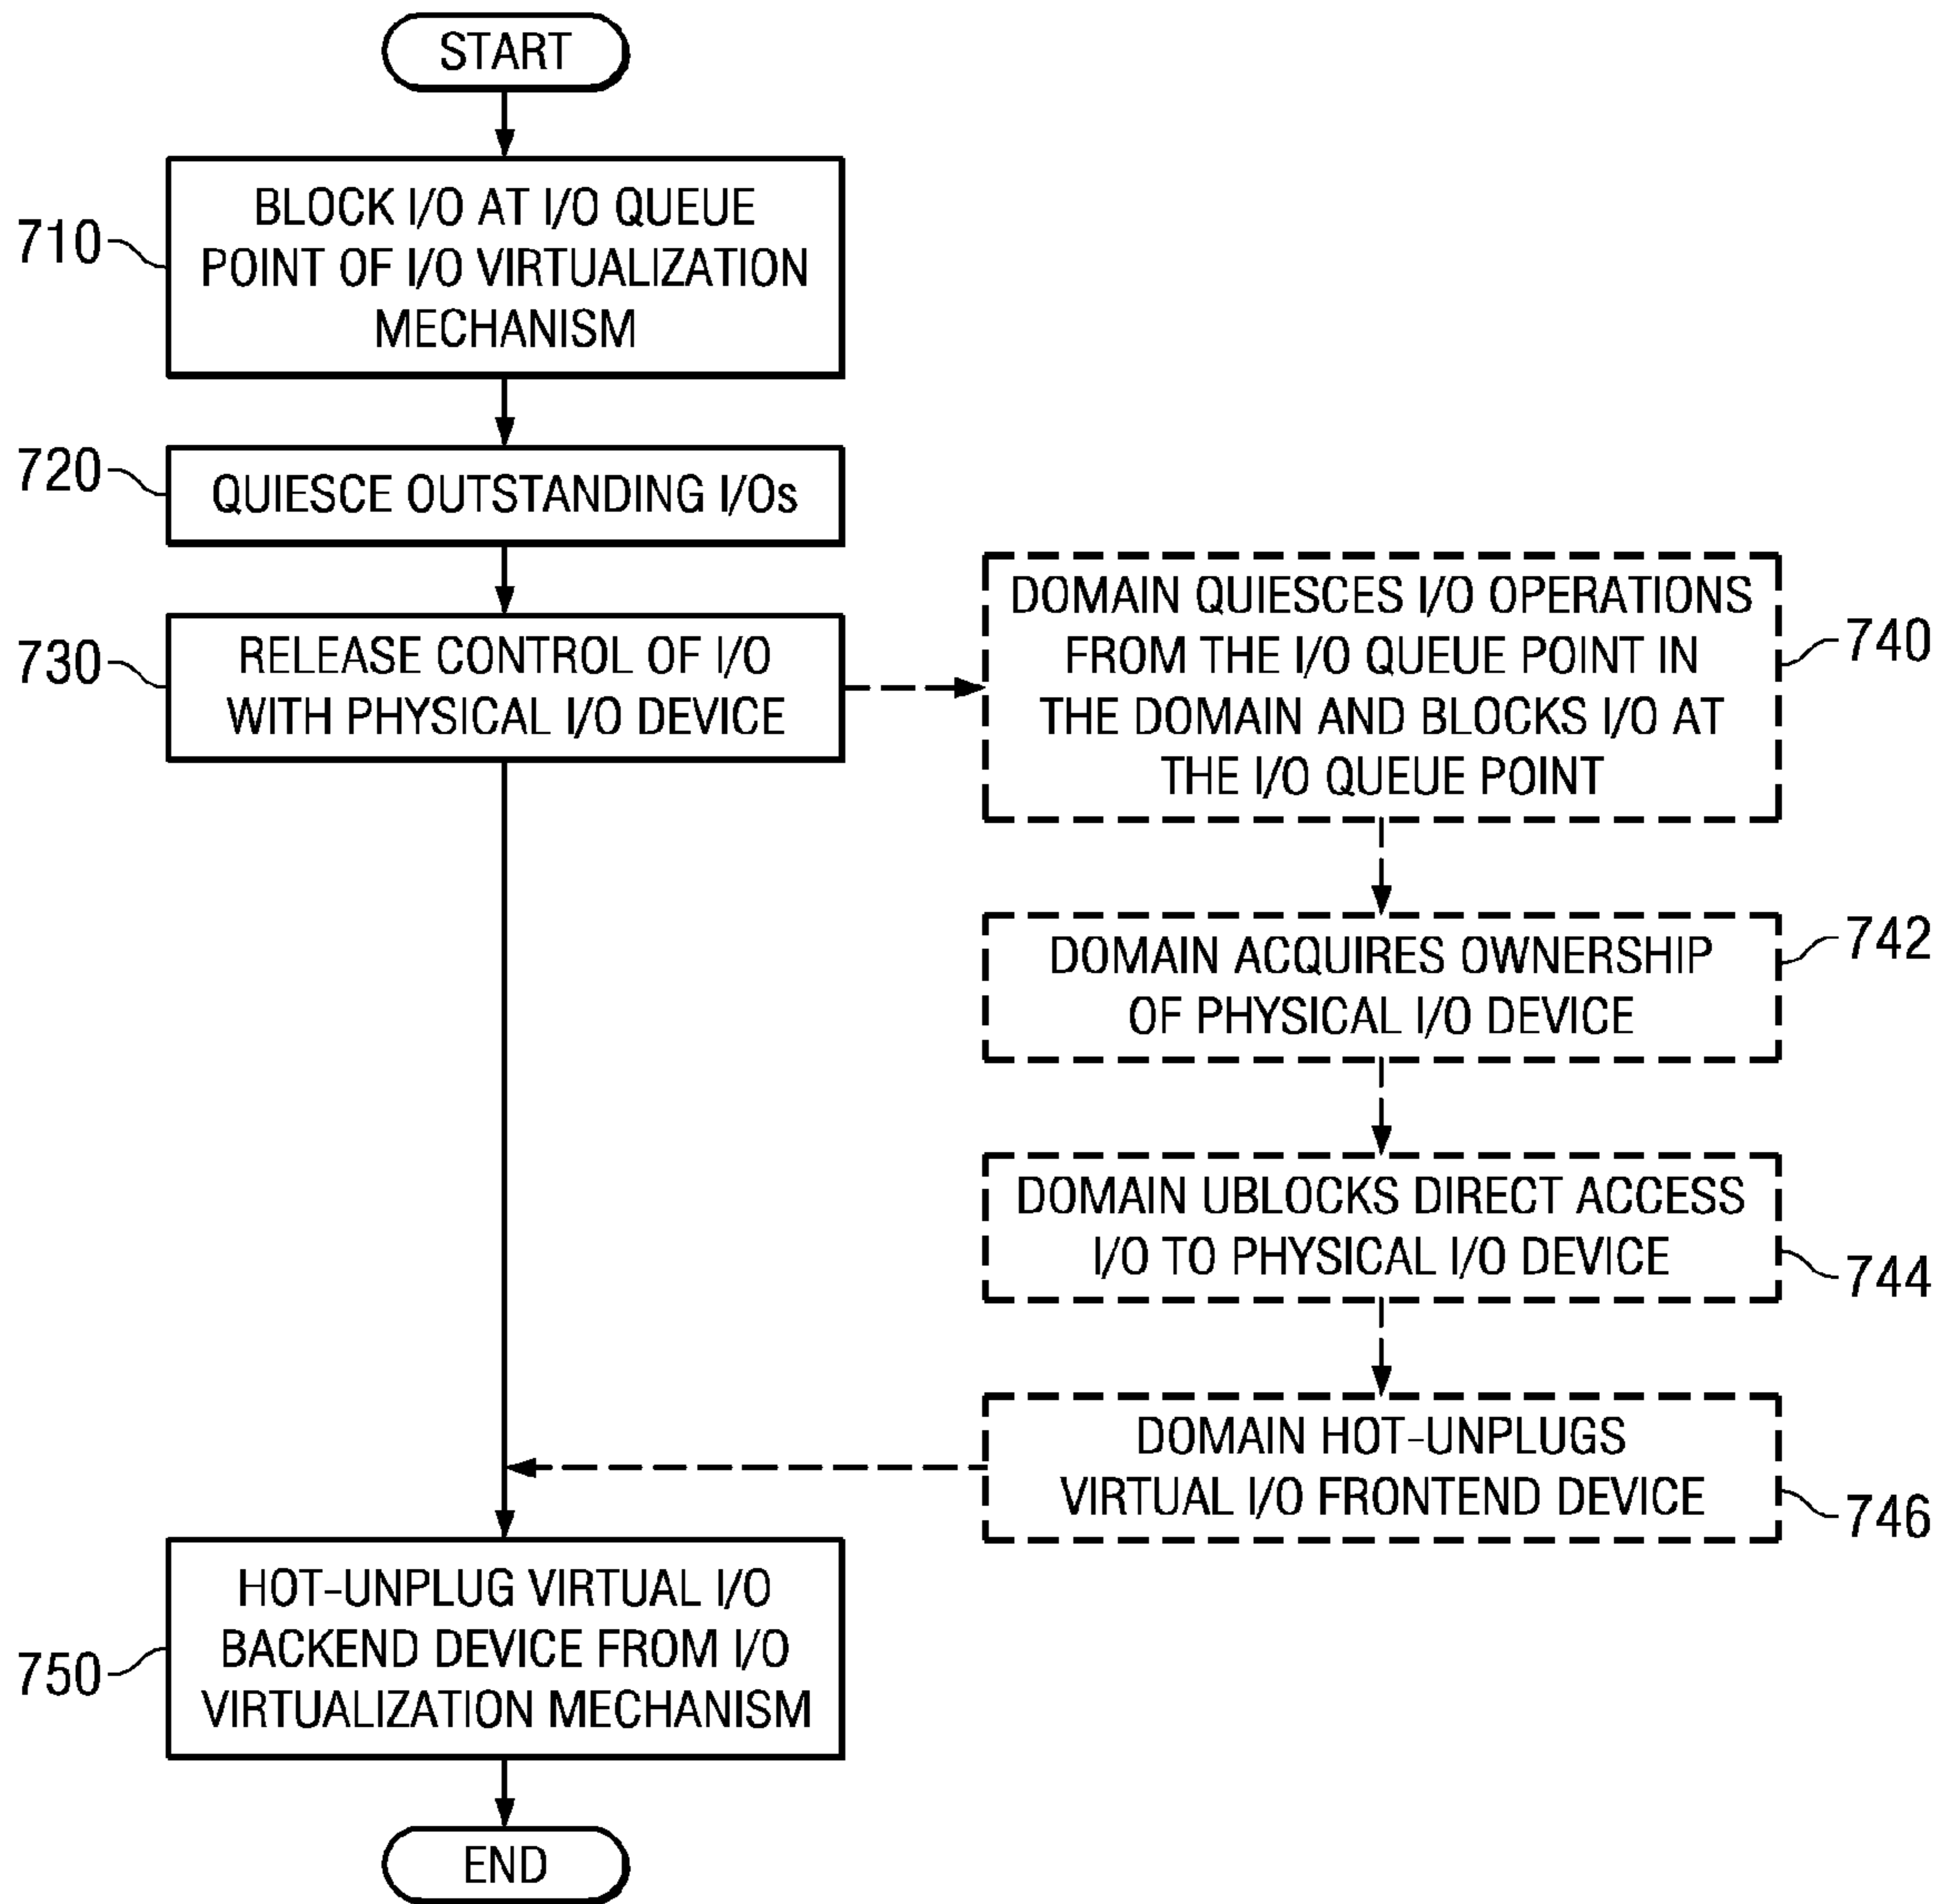 START
710
BLOCK I/O AT I/O QUEUE
POINT OF I/O VIRTUALIZATION
MECHANISM
720
QUIESCE OUTSTANDING I/Os
730
RELEASE CONTROL OF I/O
WITH PHYSICAL I/O DEVICE
DOMAIN QUIESCES I/O OPERATIONS
FROM THE I/O QUEUE POINT IN
THE DOMAIN AND BLOCKS I/O AT
THE I/O QUEUE POINT
740
DOMAIN ACQUIRES OWNERSHIP
OF PHYSICAL I/O DEVICE
742
DOMAIN UBLOCKS DIRECT ACCESS
I/O TO PHYSICAL I/O DEVICE
744
DOMAIN HOT-UNPLUGS
VIRTUAL I/O FRONTEND DEVICE
746
750
HOT-UNPLUG VIRTUAL I/O
BACKEND DEVICE FROM I/O
VIRTUALIZATION MECHANISM
END